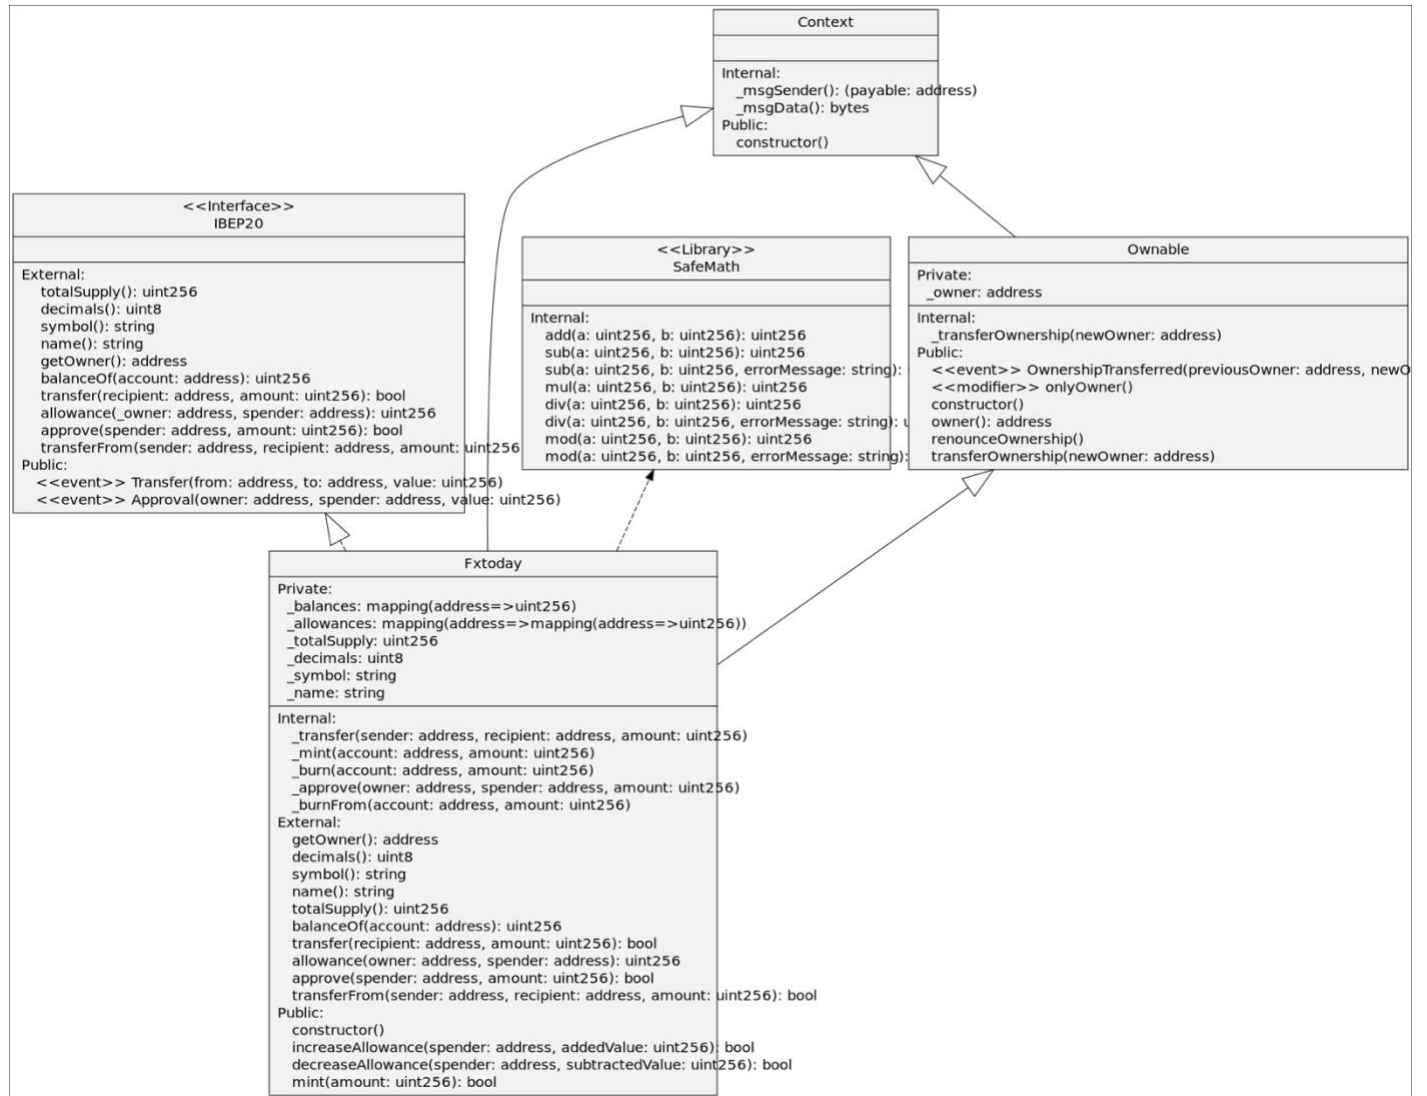 Context
Internal:
_msgSender(): (payable: address)
_msgData(): bytes
Public:
constructor()
<<Interface>>
IBEP20
External:
totalSupply(): uint256
decimals(): uint8
symbol(): string
name(): string
getOwner(): address
balanceOf(account: address): uint256
transfer(recipient: address, amount: uint256): bool
allowance(_owner: address, spender: address): uint256
approve(spender: address, amount: uint256): bool
transferFrom(sender: address, recipient: address, amount: uint256
Public:
<<event>> Transfer(from: address, to: address, value: uint256)
<<event>> Approval(owner: address, spender: address, value: uint256)
<<Library>>
SafeMath
Internal:
add(a: uint256, b: uint256): uint256
sub(a: uint256, b: uint256): uint256
sub(a: uint256, b: uint256, errorMessage: string):
mul(a: uint256, b: uint256): uint256
div(a: uint256, b: uint256): uint256
div(a: uint256, b: uint256, errorMessage: string):
mod(a: uint256, b: uint256): uint256
mod(a: uint256, b: uint256, errorMessage: string):
Ownable
Private:
_owner: address
Internal:
_transferOwnership(newOwner: address)
Public:
<<event>> OwnershipTransferred(previousOwner: address, newO
<<modifier>> onlyOwner()
constructor()
owner(): address
renounceOwnership()
transferOwnership(newOwner: address)
Fxtoday
Private:
_balances: mapping(address=>uint256)
_allowances: mapping(address=>mapping(address=>uint256))
_totalSupply: uint256
_decimals: uint8
_symbol: string
_name: string
Internal:
_transfer(sender: address, recipient: address, amount: uint256)
_mint(account: address, amount: uint256)
_burn(account: address, amount: uint256)
_approve(owner: address, spender: address, amount: uint256)
_burnFrom(account: address, amount: uint256)
External:
getOwner(): address
decimals(): uint8
symbol(): string
name(): string
totalSupply(): uint256
balanceOf(account: address): uint256
transfer(recipient: address, amount: uint256): bool
allowance(owner: address, spender: address): uint256
approve(spender: address, amount: uint256): bool
transferFrom(sender: address, recipient: address, amount: uint256): bool
Public:
constructor()
increaseAllowance(spender: address, addedValue: uint256): bool
decreaseAllowance(spender: address, subtractedValue: uint256): bool
mint(amount: uint256): bool